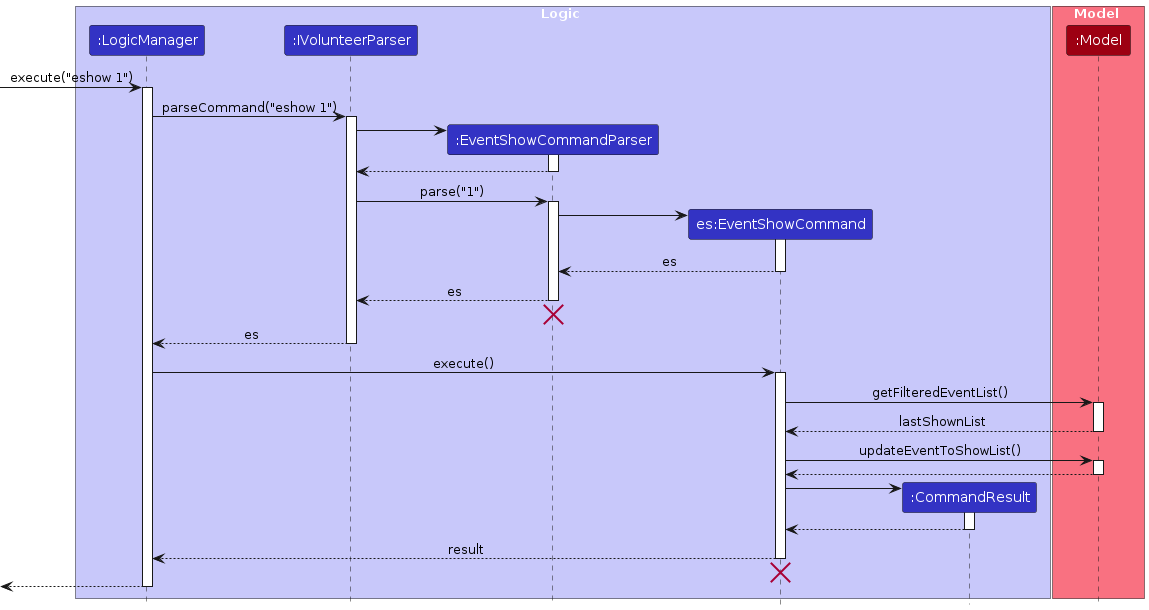 Logic
Model
:LogicManager
:IVolunteerParser
:Model
execute("eshow 1")
parseCommand("eshow 1")
:EventShowCommandParser
parse("1")
es:EventShowCommand
es
es
es
execute()
getFilteredEventList()
lastShownList
updateEventToShowList()
:CommandResult
result